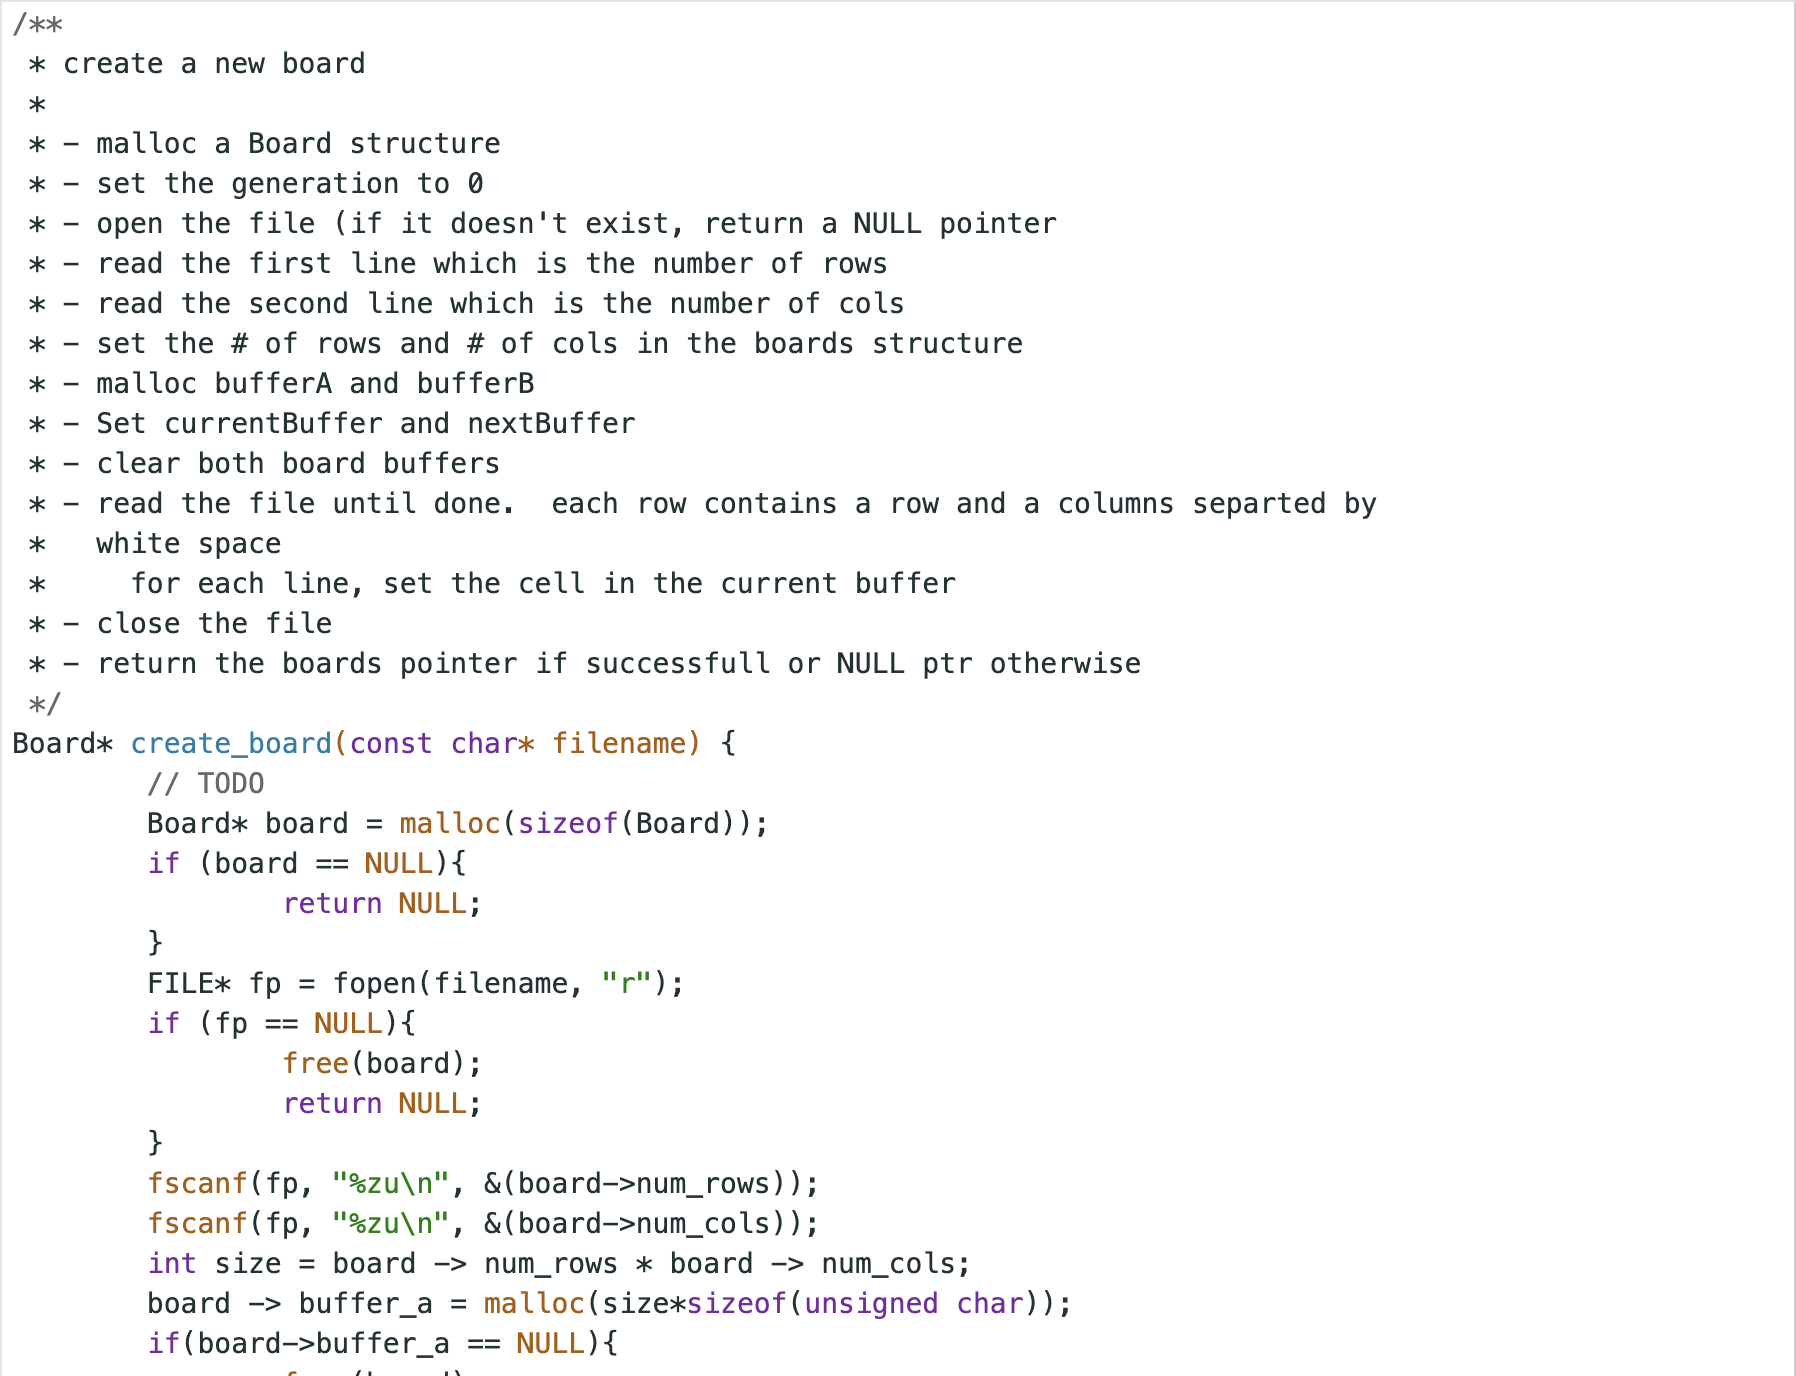 /**
 * create a new board
 *
 * - malloc a Board structure
 * - set the generation to 0
 * - open the file (if it doesn't exist, return a NULL pointer
 * - read the first line which is the number of rows
 * - read the second line which is the number of cols
 * - set the # of rows and # of cols in the boards structure
 * - malloc bufferA and bufferB
 * - Set currentBuffer and nextBuffer
 * - clear both board buffers
 * - read the file until done.  each row contains a row and a columns separted by
 *   white space
 *     for each line, set the cell in the current buffer
 * - close the file
 * - return the boards pointer if successfull or NULL ptr otherwise
 */
Board* create_board(const char* filename) {
        // TODO
        Board* board = malloc(sizeof(Board));
        if (board == NULL){
                return NULL;
        }
        FILE* fp = fopen(filename, "r");
        if (fp == NULL){
                free(board);
                return NULL;
        }
        fscanf(fp, "%zu\n", &(board->num_rows));
        fscanf(fp, "%zu\n", &(board->num_cols));
        int size = board -> num_rows * board -> num_cols;
        board -> buffer_a = malloc(size*sizeof(unsigned char));
        if(board->buffer_a == NULL){